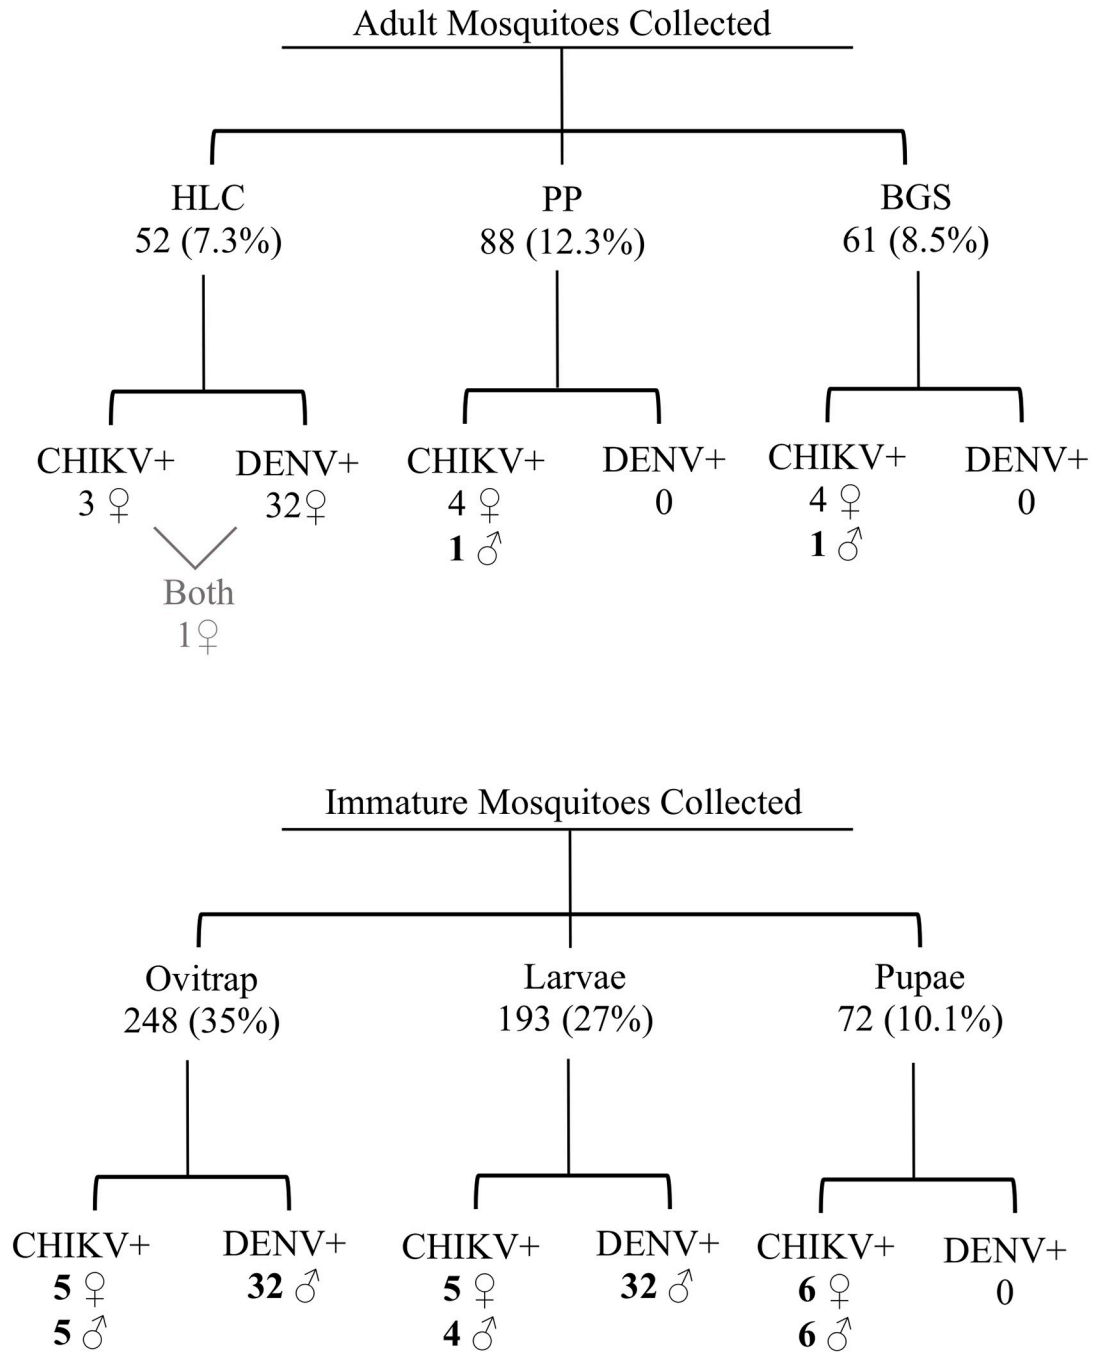 Adult Mosquitoes Collected
HLC
52 (7.3%)
PP
88 (12.3%)
BGS
61 (8.5%)
CHIKV+
3 ♀
DENV+
32♀
Both
1♀
CHIKV+
4 ♀
1 ♂
DENV+
0
CHIKV+
4 ♀
1 ♂
DENV+
0
Immature Mosquitoes Collected
Ovitrap
248 (35%)
Larvae
193 (27%)
Pupae
72 (10.1%)
CHIKV+
5 ♀
5 ♂
DENV+
32 ♂
CHIKV+
5 ♀
4 ♂
DENV+
32 ♂
CHIKV+
6 ♀
6 ♂
DENV+
0